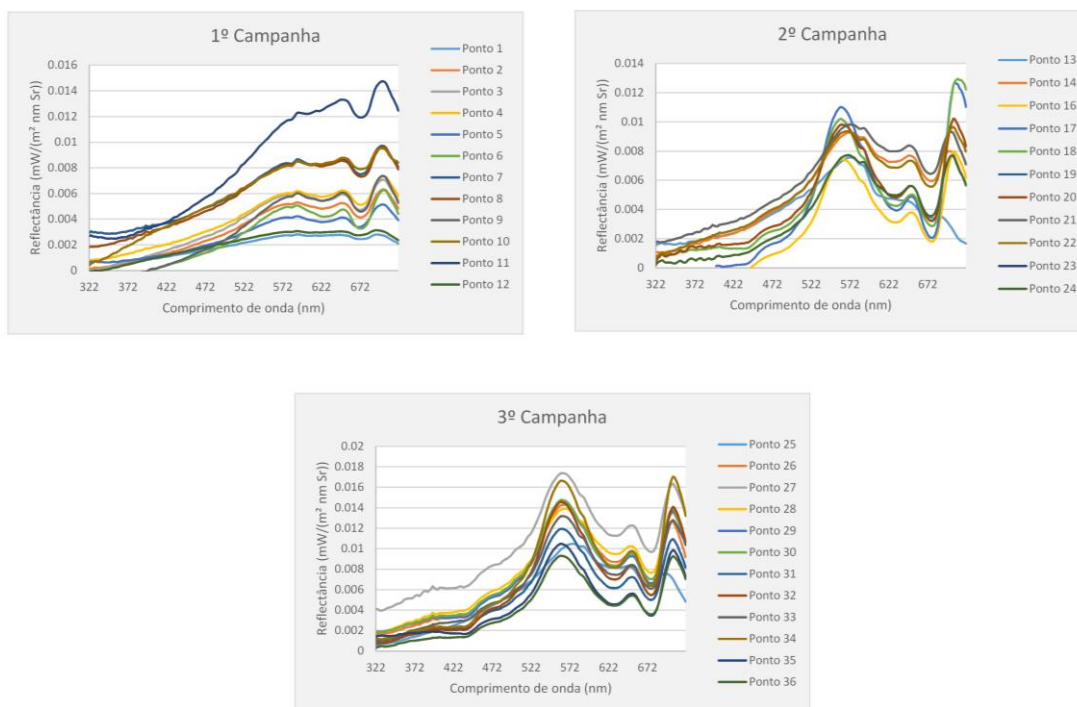 1º Campanha
Reflectância (mW/(m² nm Sr))
0.016
0.014
0.012
0.01
0.008
0.006
0.004
0.002
0
322 372 422 472 522 572 622 672
Comprimento de onda (nm)
Ponto 1
Ponto 2
Ponto 3
Ponto 4
Ponto 5
Ponto 6
Ponto 7
Ponto 8
Ponto 9
Ponto 10
Ponto 11
Ponto 12
2º Campanha
Reflectância (mW/(m² nm Sr))
0.014
0.012
0.01
0.008
0.006
0.004
0.002
0
322 372 422 472 522 572 622 672
Comprimento de onda (nm)
Ponto 13
Ponto 14
Ponto 16
Ponto 17
Ponto 18
Ponto 19
Ponto 20
Ponto 21
Ponto 22
Ponto 23
Ponto 24
3º Campanha
Reflectância (mW/(m² nm Sr))
0.02
0.018
0.016
0.014
0.012
0.01
0.008
0.006
0.004
0.002
0
322 372 422 472 522 572 622 672
Comprimento de onda (nm)
Ponto 25
Ponto 26
Ponto 27
Ponto 28
Ponto 29
Ponto 30
Ponto 31
Ponto 32
Ponto 33
Ponto 34
Ponto 35
Ponto 36